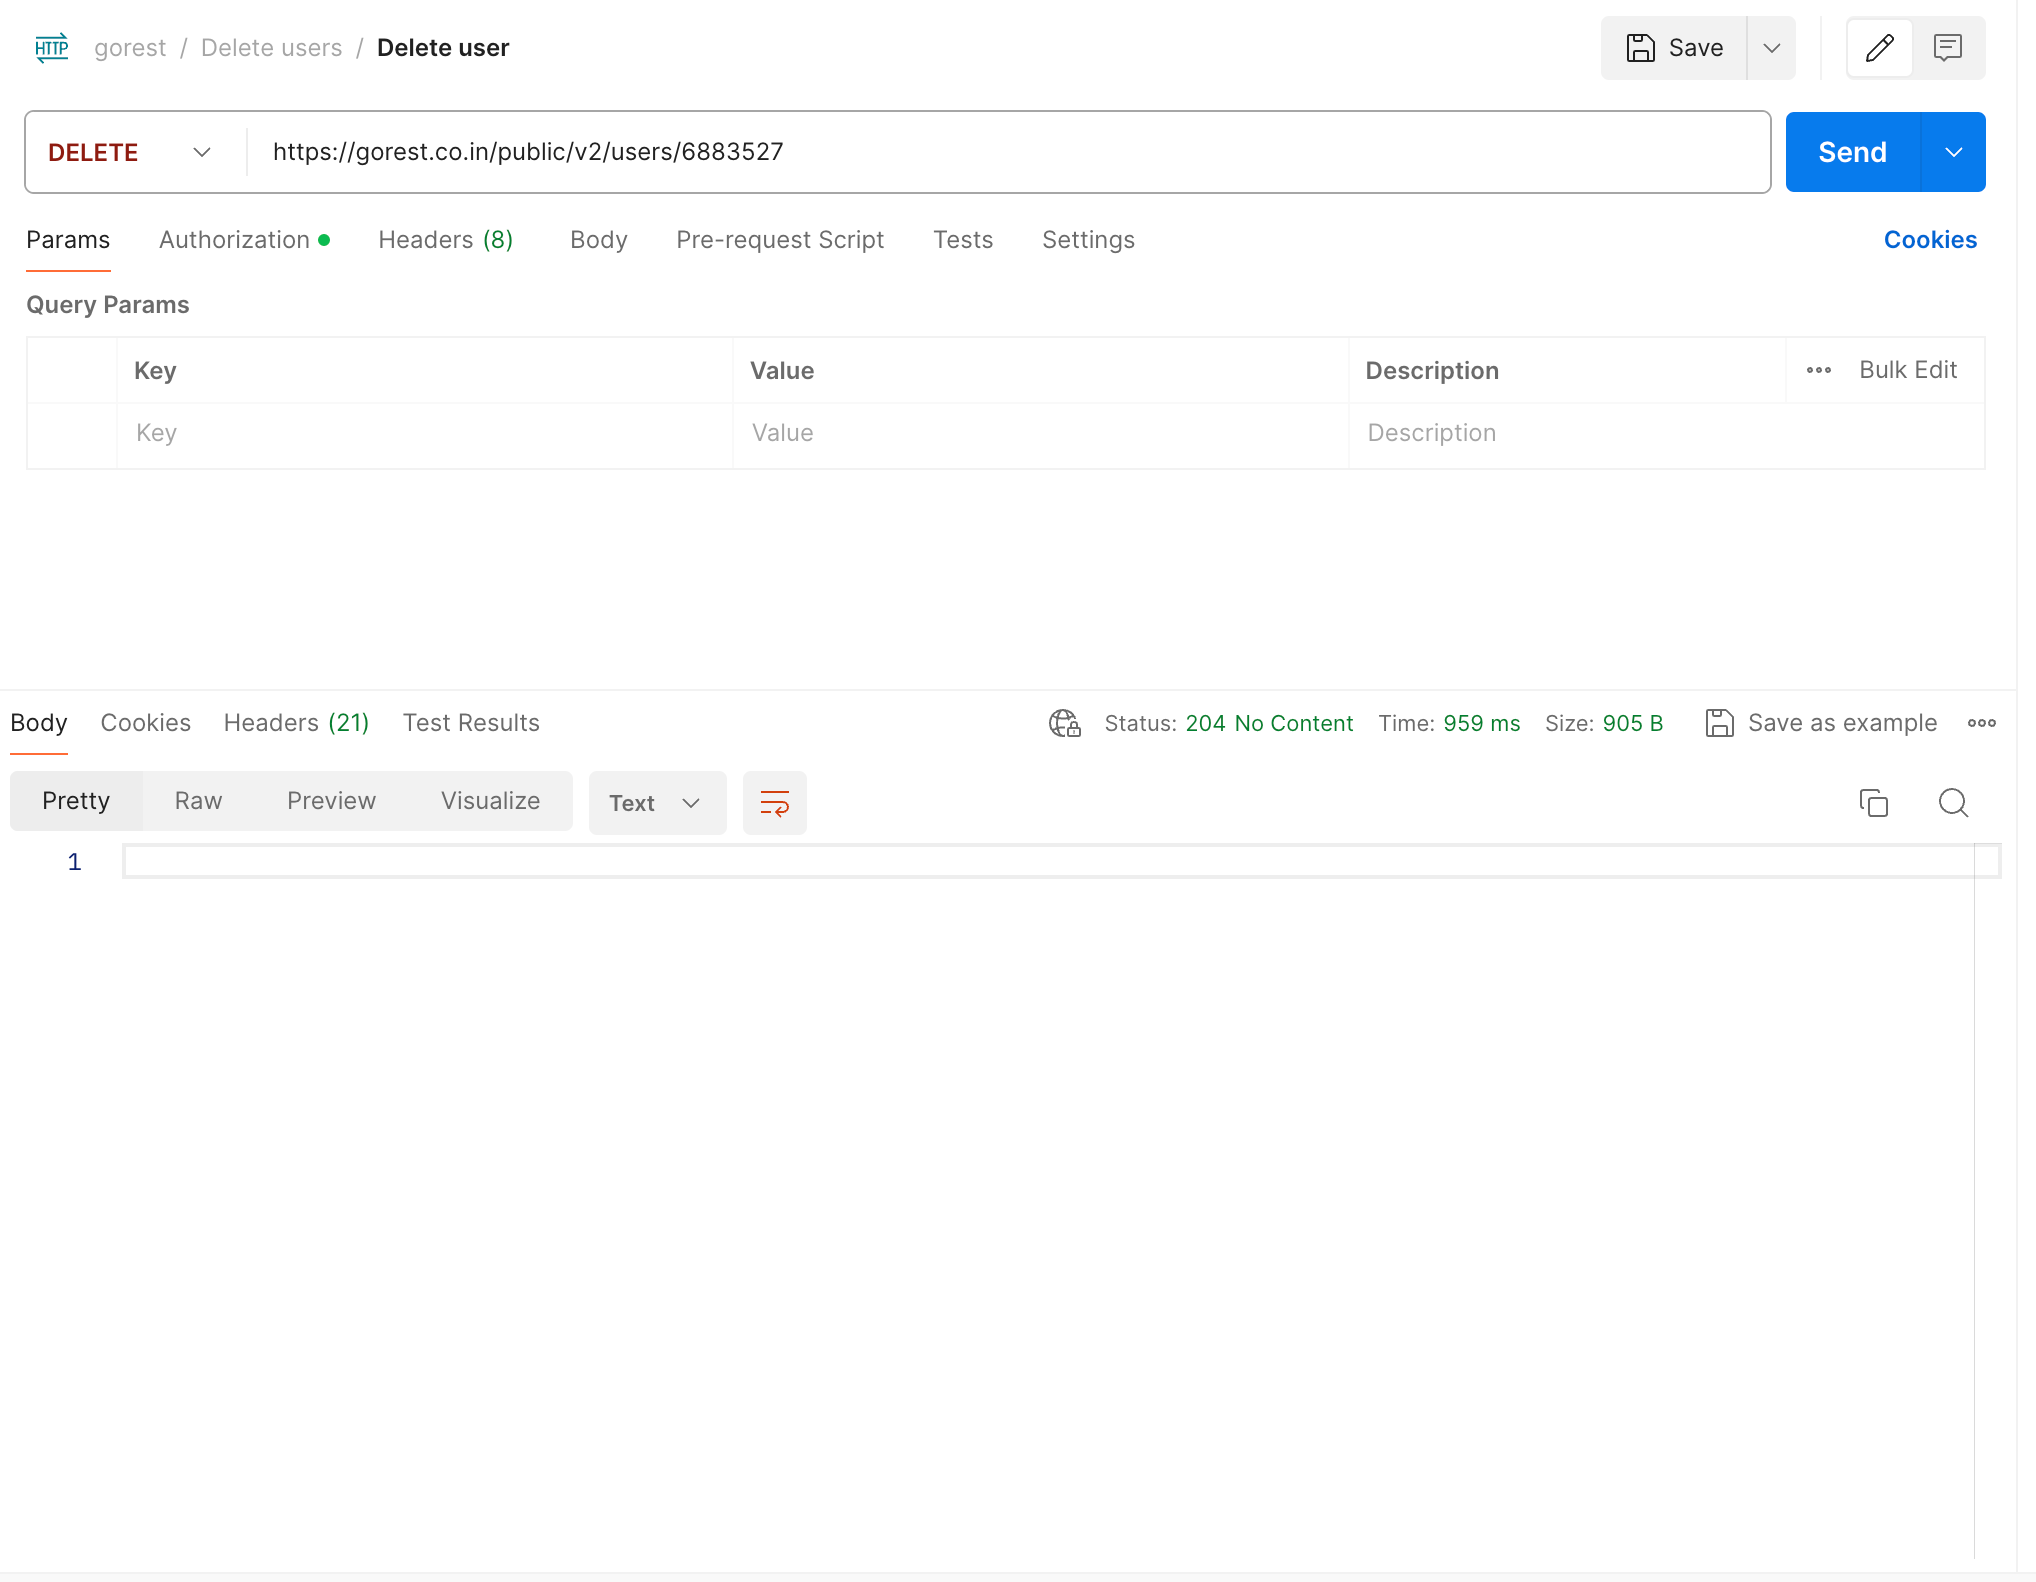 HTTP gorest / Delete users / Delete user Save
DELETE https://gorest.co.in/public/v2/users/6883527 Send
Params Authorization Headers (8) Body Pre-request Script Tests Settings Cookies
Query Params
Key Value Description Bulk Edit
Key Value Description
Body Cookies Headers (21) Test Results Status: 204 No Content Time: 959 ms Size: 905 B Save as example
Pretty Raw Preview Visualize Text
1